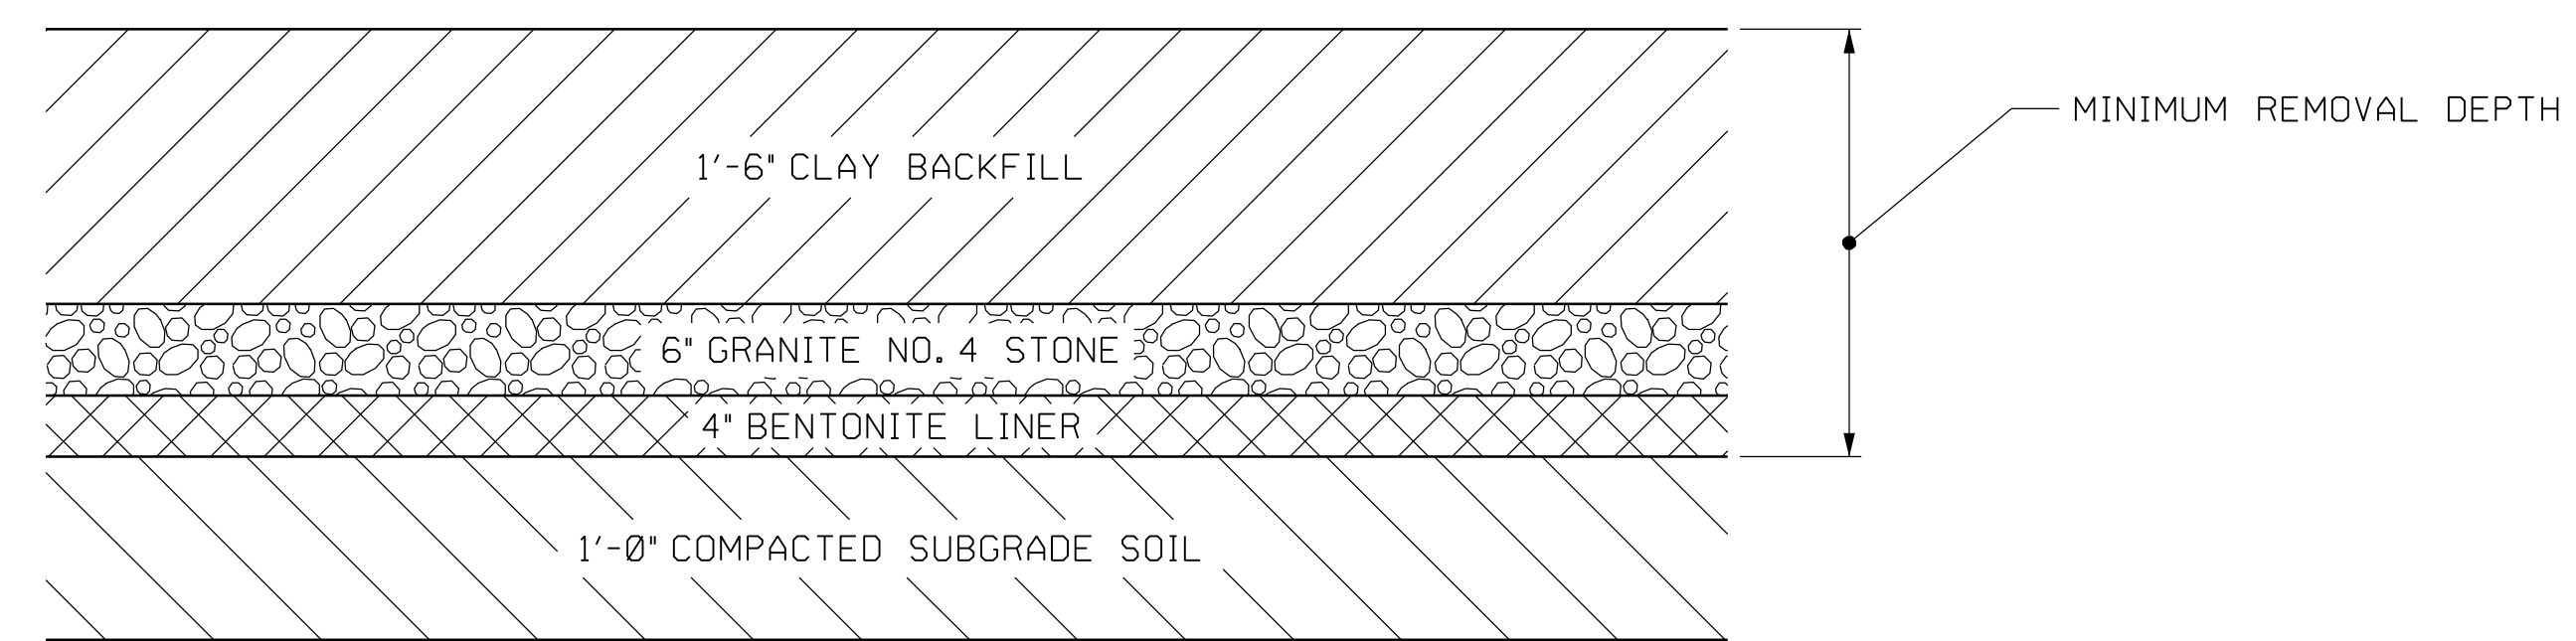 MINIMUM REMOVAL DEPTH
1'-6" CLAY BACKFILL
6" GRANITE NO. 4 STONE
4" BENTONITE LINER
1'-0" COMPACTED SUBGRADE SOIL